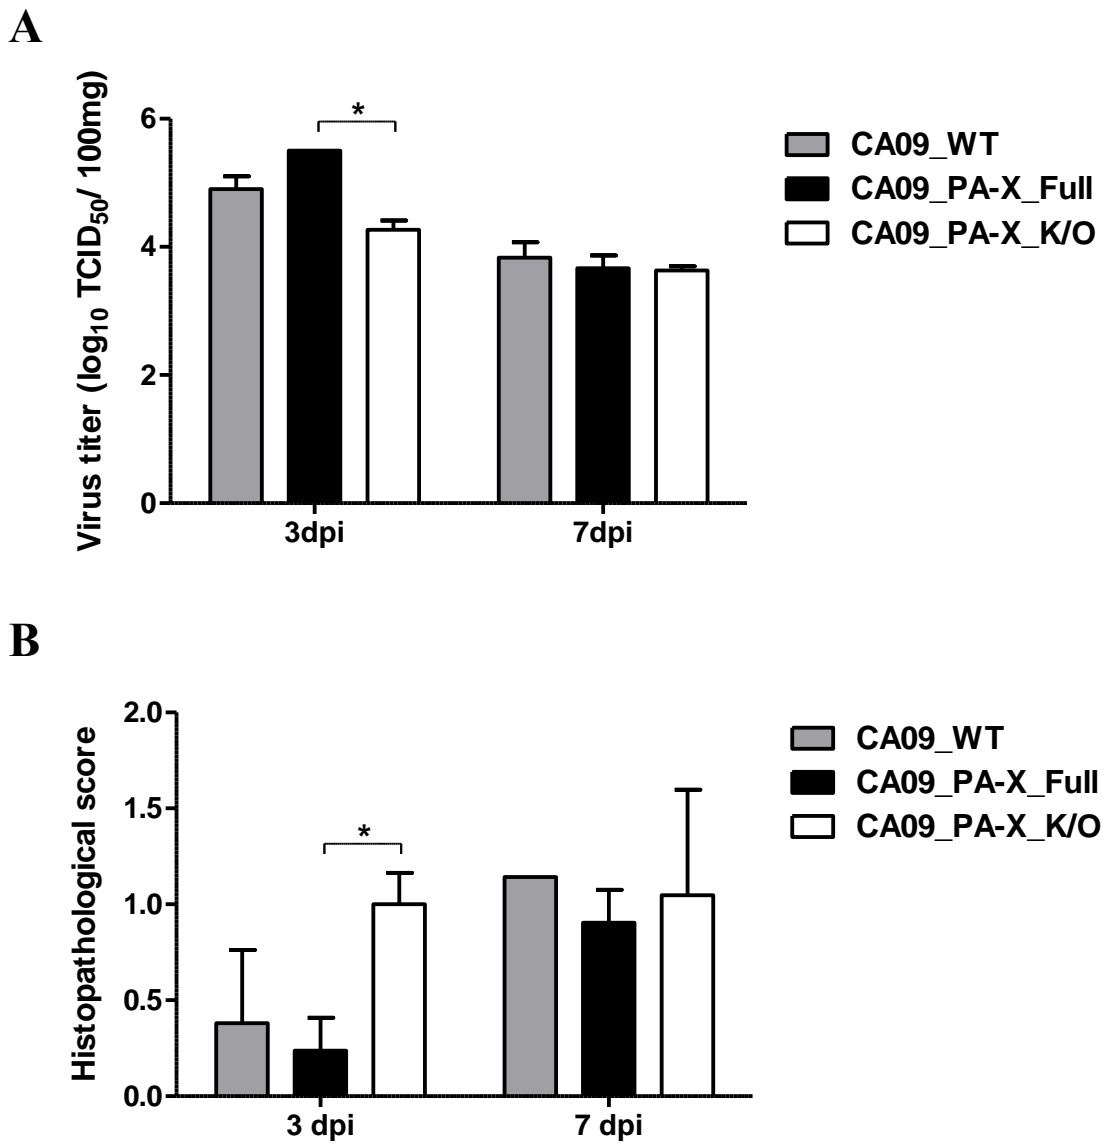 A
Virus titer (log10 TCID50/ 100mg)
6
4
2
0
*
3dpi
7dpi
CA09_WT
CA09_PA-X_Full
CA09_PA-X_K/O
B
Histopathological score
2.0
1.5
1.0
0.5
0.0
*
3 dpi
7 dpi
CA09_WT
CA09_PA-X_Full
CA09_PA-X_K/O